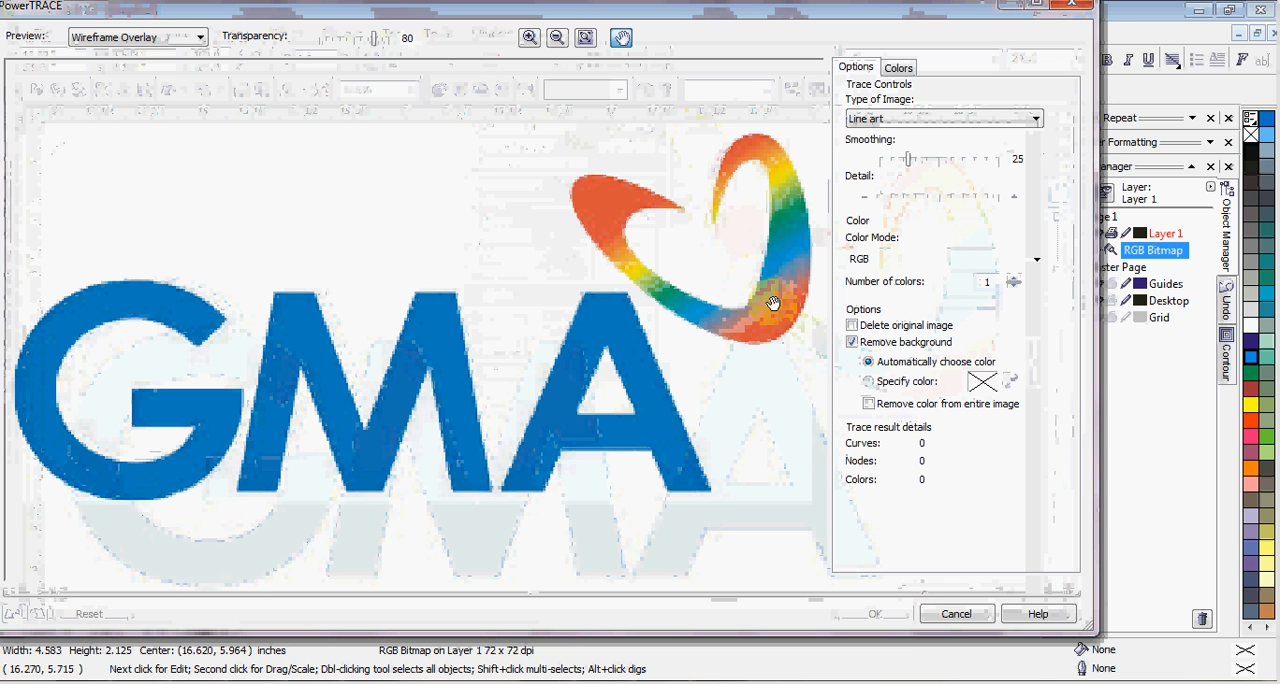 PowerTRACE
Preview: Wireframe Overlay Transparency: 80
Options Colors
Trace Controls
Type of Image:
Line art
Smoothing:
25
Detail:
Color
Color Mode:
RGB
Number of colors: 1
Options
Delete original image
Remove background
Automatically choose color
Specify color:
Remove color from entire image
Trace result details
Curves: 0
Nodes: 0
Colors: 0
GMA
Reset OK Cancel Help
B I U F ab
Repeat
r Formatting
anager
Layer:
Layer 1
ge 1
Layer 1
RGB Bitmap
ster Page
Guides
Desktop
Grid
Object Manager
Undo
Contour
Width: 4.583 Height: 2.125 Center: (16.620, 5.964 ) inches RGB Bitmap on Layer 1 72 x 72 dpi None
( 16.270, 5.715 ) Next click for Edit; Second click for Drag/Scale; Dbl-clicking tool selects all objects; Shift+click multi-selects; Alt+click digs None